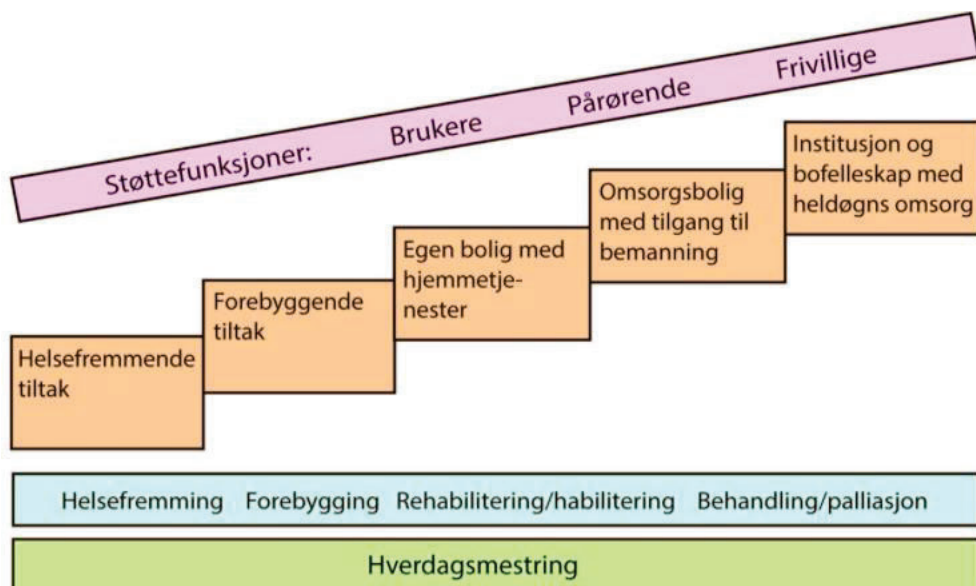 Støttefunksjoner: Brukere Pårørende Frivillige
Helsefremmende
tiltak
Forebyggende
tiltak
Egen bolig med
hjemmetje-
nester
Omsorgsbolig
med tilgang til
bemanning
Institusjon og
bofelleskap med
heldøgns omsorg
Helsefremming Forebygging Rehabilitering/habilitering Behandling/palliasjon
Hverdagsmestring